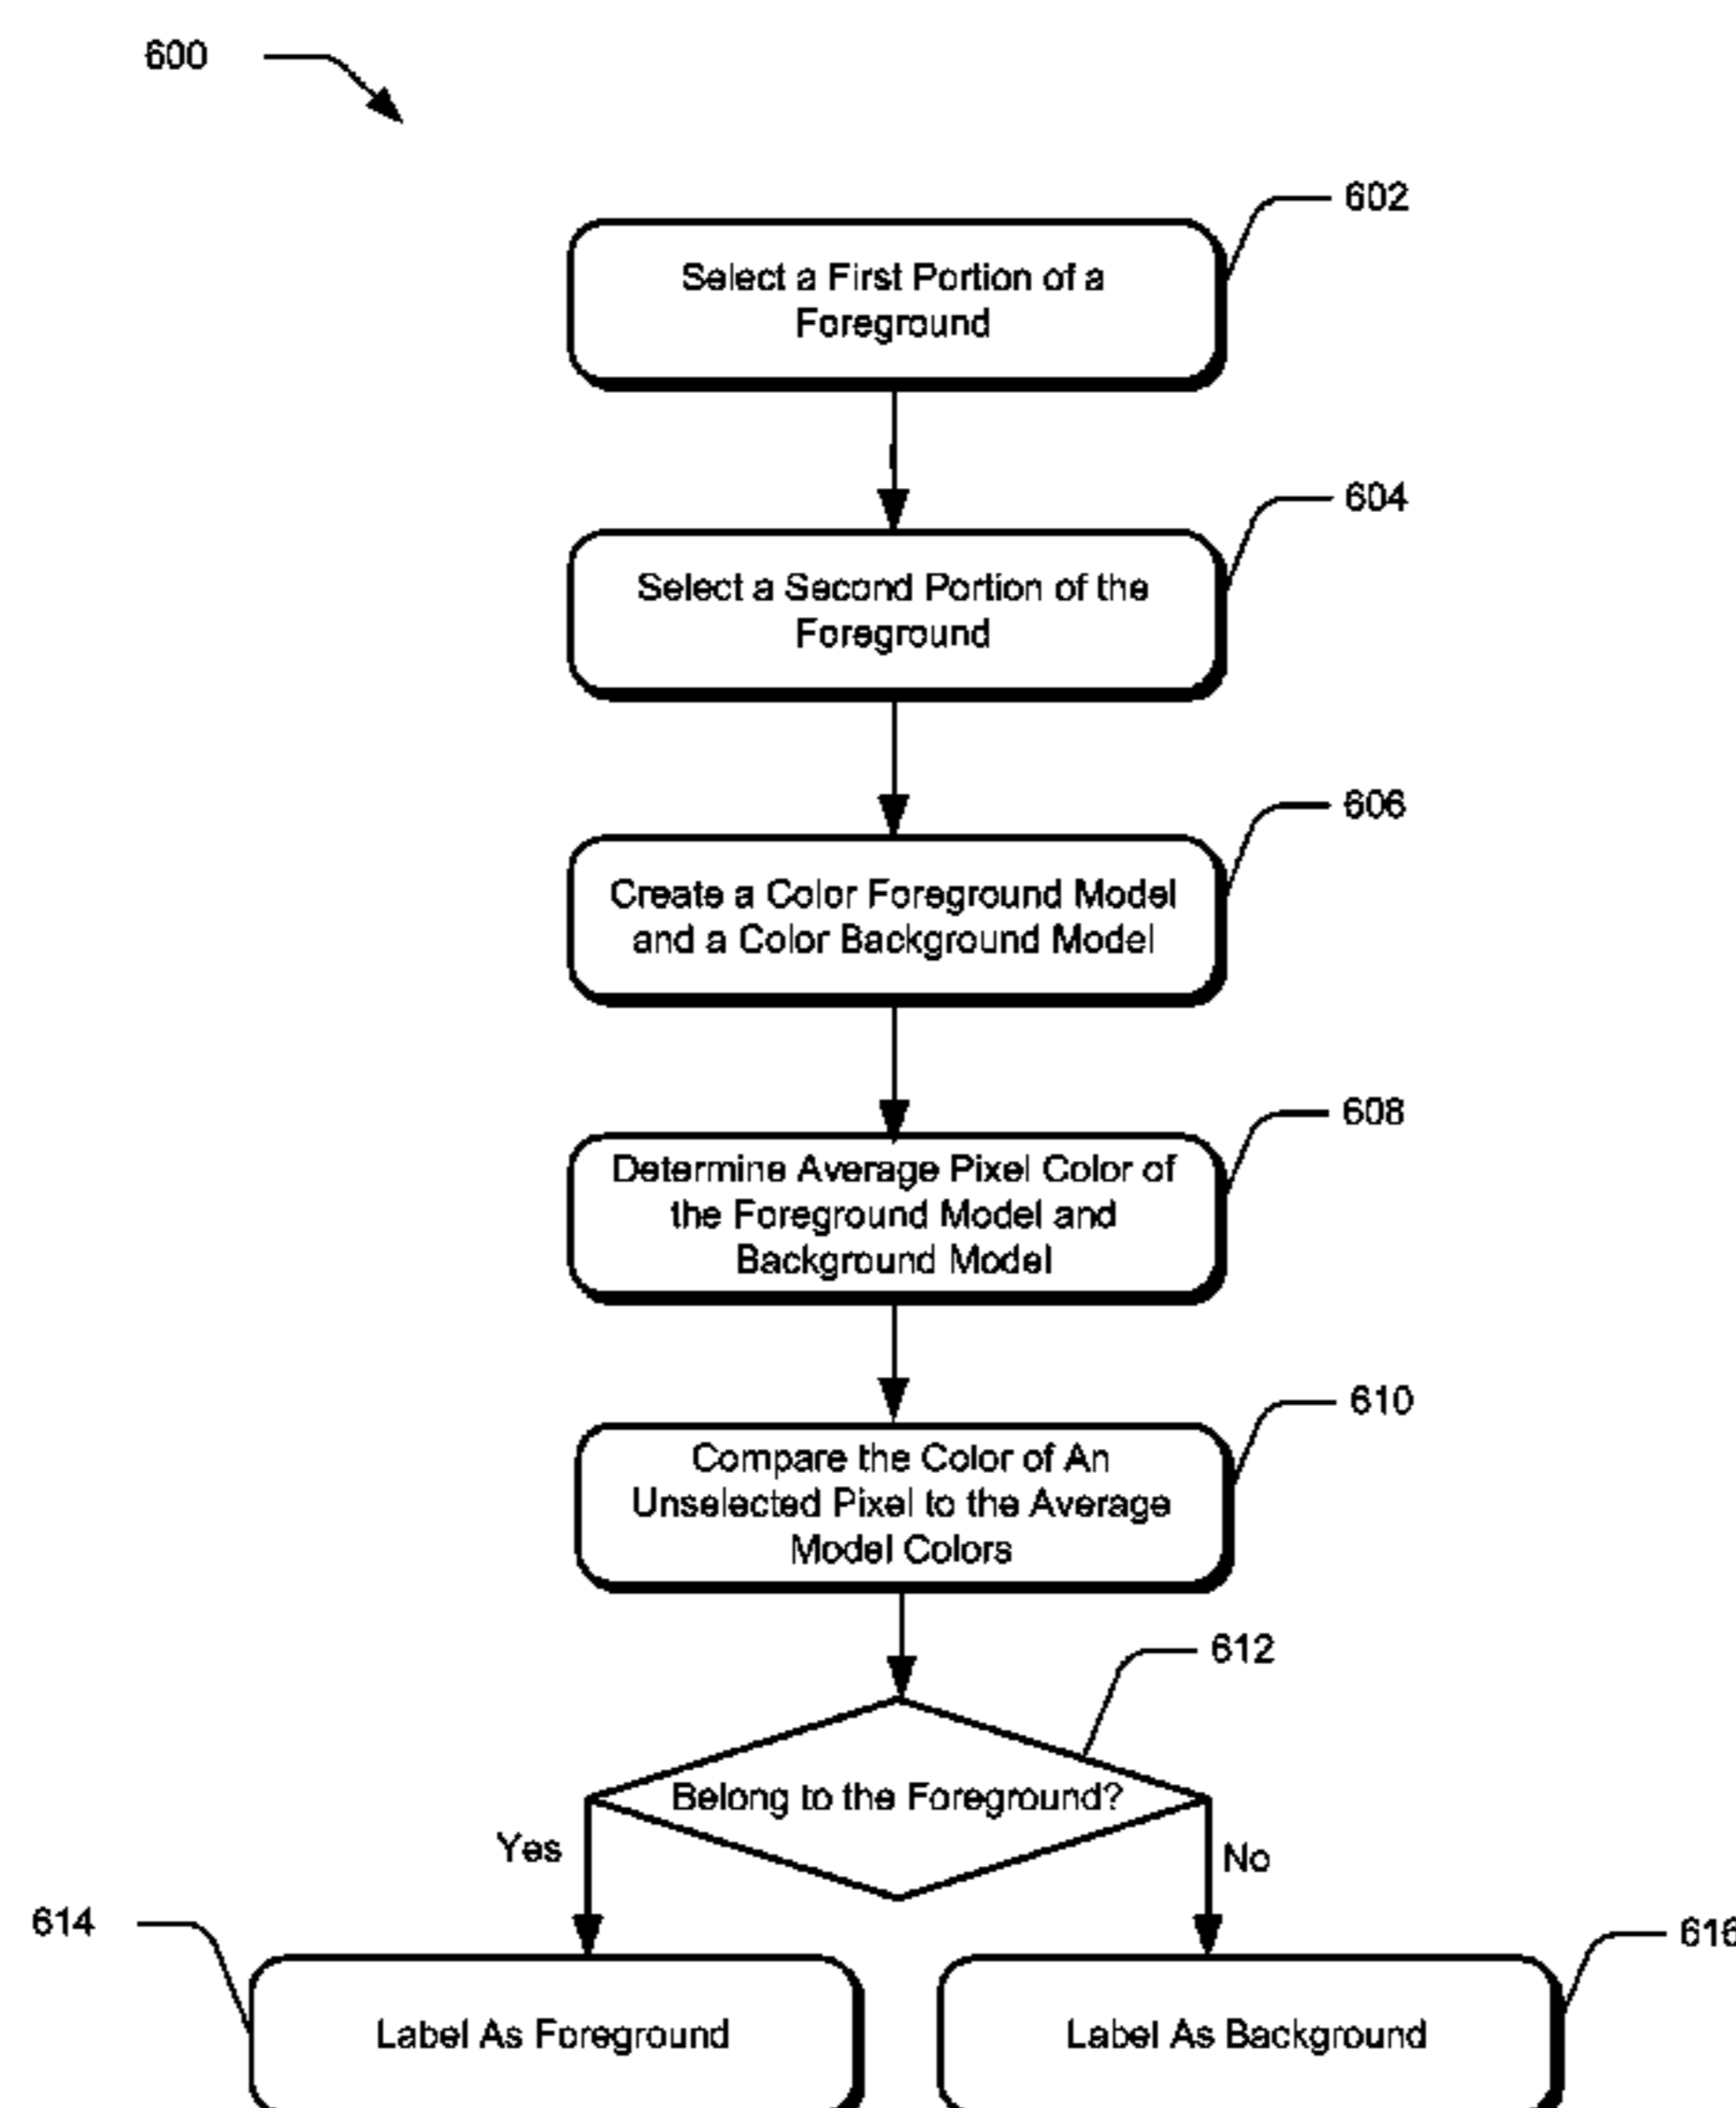 600
602
Select a First Portion of a
Foreground
604
Select a Second Portion of the
Foreground
606
Create a Color Foreground Model
and a Color Background Model
608
Determine Average Pixel Color of
the Foreground Model and
Background Model
610
Compare the Color of An
Unselected Pixel to the Average
Model Colors
612
Belong to the Foreground?
Yes
No
614
616
Label As Foreground
Label As Background